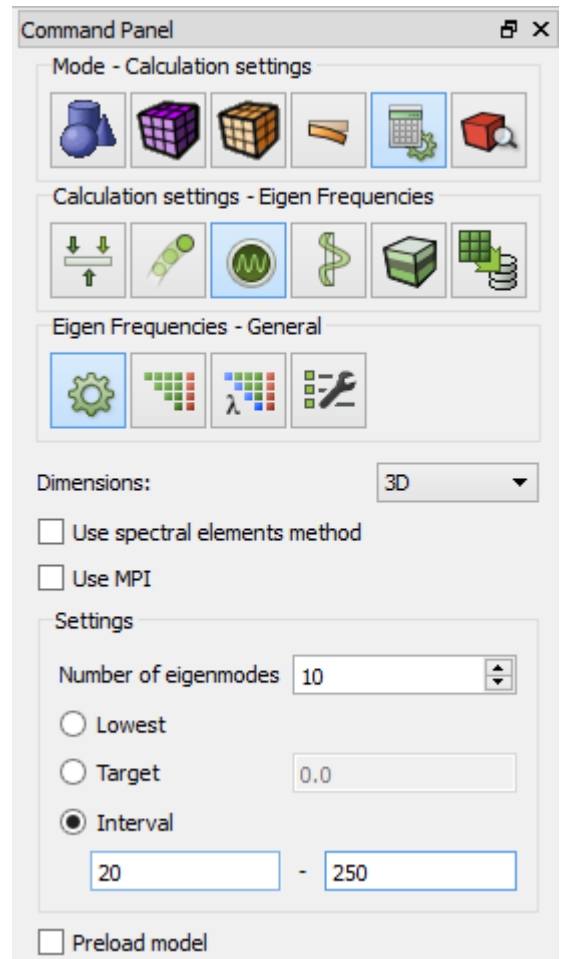 Command Panel
Mode - Calculation settings
Calculation settings - Eigen Frequencies
Eigen Frequencies - General
λ
Dimensions: 3D
Use spectral elements method
Use MPI
Settings
Number of eigenmodes 10
Lowest
Target 0.0
Interval
20 - 250
Preload model